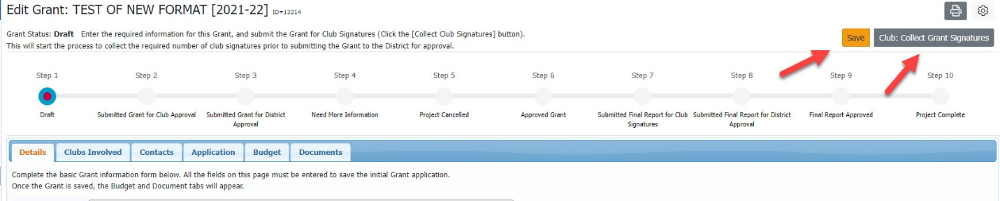 Edit Grant: TEST OF NEW FORMAT [2021-22] ID=13214
Grant Status: Draft Enter the required information for this Grant, and submit the Grant for Club Signatures (Click the [Collect Club Signatures] button).
This will start the process to collect the required number of club signatures prior to submitting the Grant to the District for approval.
Save Club: Collect Grant Signatures
Step 1 Step 2 Step 3 Step 4 Step 5 Step 6 Step 7 Step 8 Step 9 Step 10
Draft Submitted Grant for Club Approval Submitted Grant for District Need More Information Project Cancelled Approved Grant Submitted Final Report for Club Submitted Final Report for District Final Report Approved Project Complete
Approval Signatures Approval
Details Clubs Involved Contacts Application Budget Documents
Complete the basic Grant information form below. All the fields on this page must be entered to save the initial Grant application.
Once the Grant is saved, the Budget and Document tabs will appear.